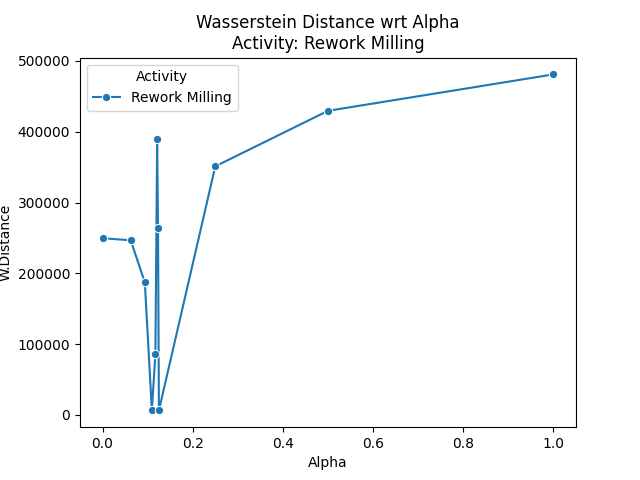 Wasserstein Distance wrt Alpha
Activity: Rework Milling
Activity
Rework Milling
500000
400000
300000
200000
100000
0
W.Distance
0.0 0.2 0.4 0.6 0.8 1.0
Alpha